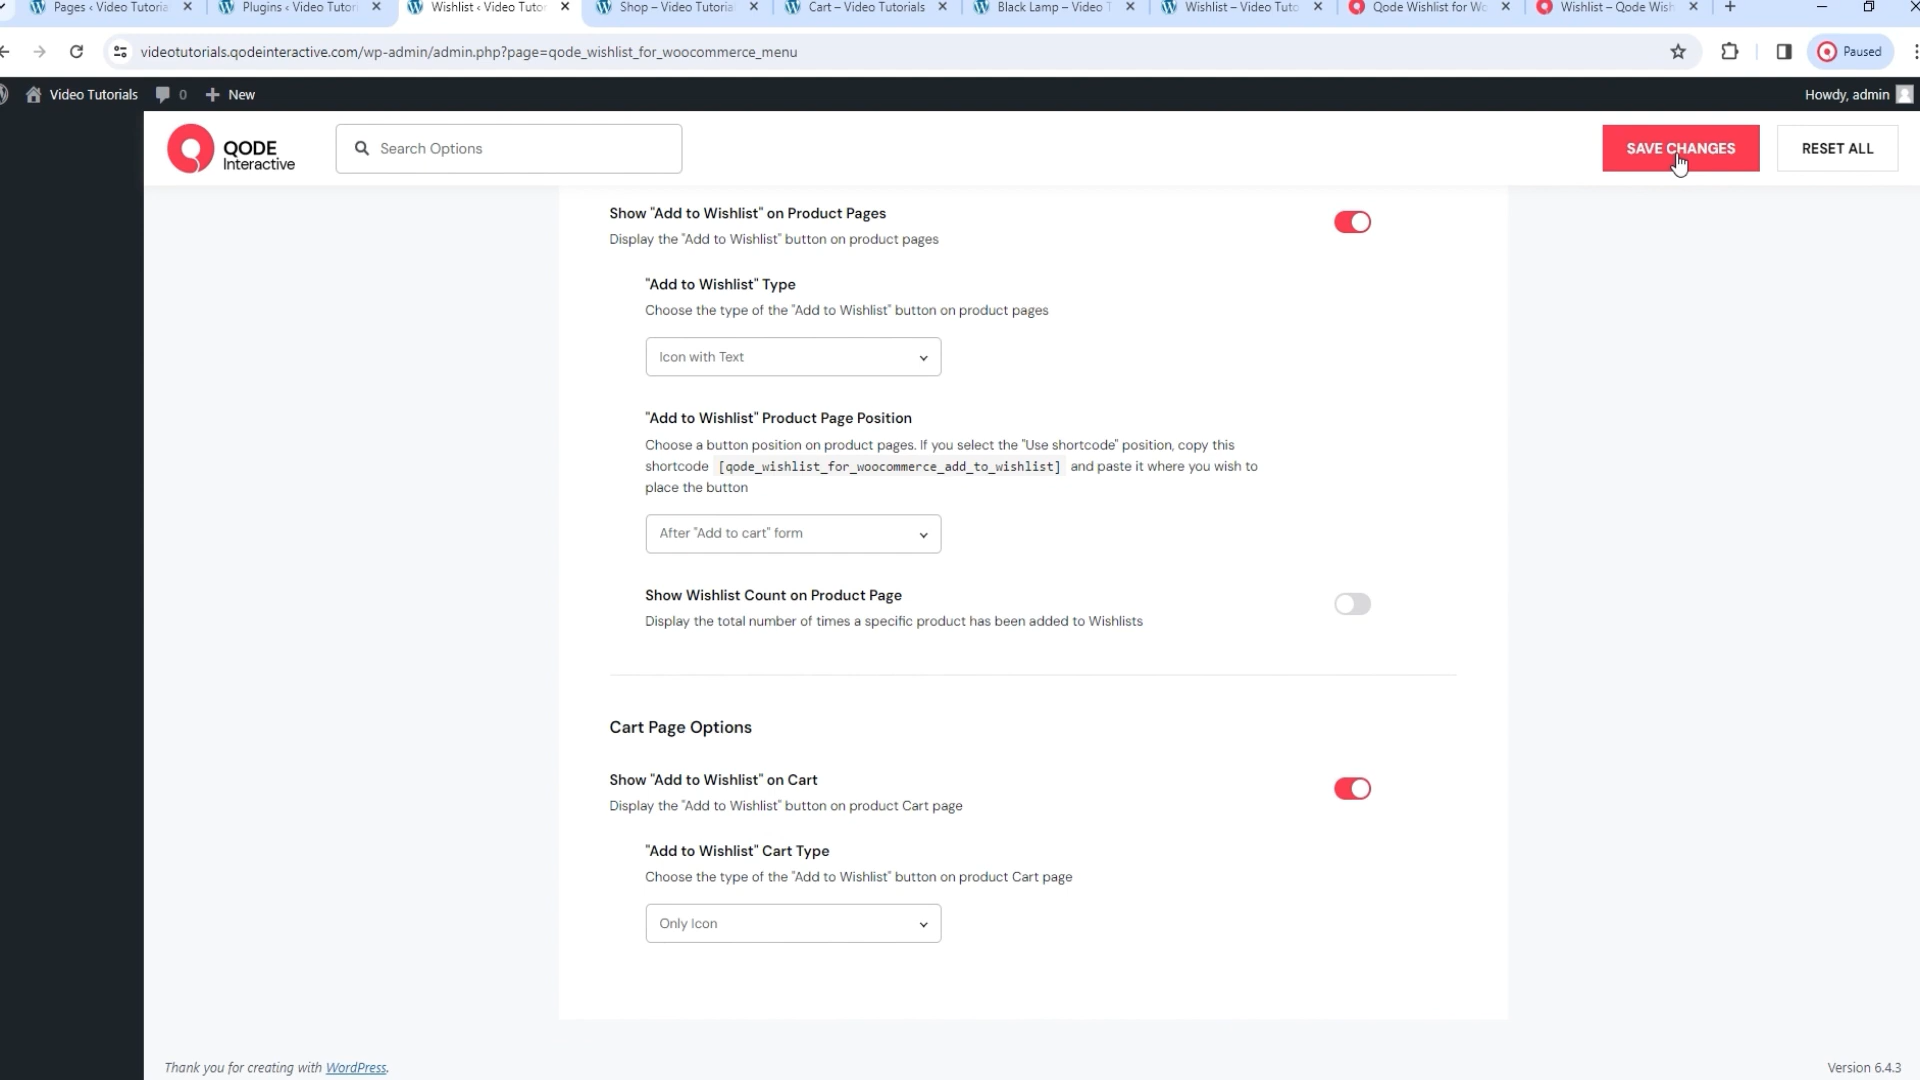 Pages ‹ Video Tutoria
Plugins ‹ Video Tutori
Wishlist ‹ Video Tutor
Shop – Video Tutorial
Cart – Video Tutorials
Black Lamp – Video T
Wishlist – Video Tuto
Qode Wishlist for Wo
Wishlist – Qode Wish
videotutorials.qodeinteractive.com/wp-admin/admin.php?page=qode_wishlist_for_woocommerce_menu
Paused
Video Tutorials
0
New
Howdy, admin
QODE
Interactive
Search Options
SAVE CHANGES
RESET ALL
Show "Add to Wishlist" on Product Pages
Display the "Add to Wishlist" button on product pages
"Add to Wishlist" Type
Choose the type of the "Add to Wishlist" button on product pages
Icon with Text
"Add to Wishlist" Product Page Position
Choose a button position on product pages. If you select the "Use shortcode" position, copy this
shortcode [qode_wishlist_for_woocommerce_add_to_wishlist] and paste it where you wish to
place the button
After "Add to cart" form
Show Wishlist Count on Product Page
Display the total number of times a specific product has been added to Wishlists
Cart Page Options
Show "Add to Wishlist" on Cart
Display the "Add to Wishlist" button on product Cart page
"Add to Wishlist" Cart Type
Choose the type of the "Add to Wishlist" button on product Cart page
Only Icon
Thank you for creating with WordPress.
Version 6.4.3